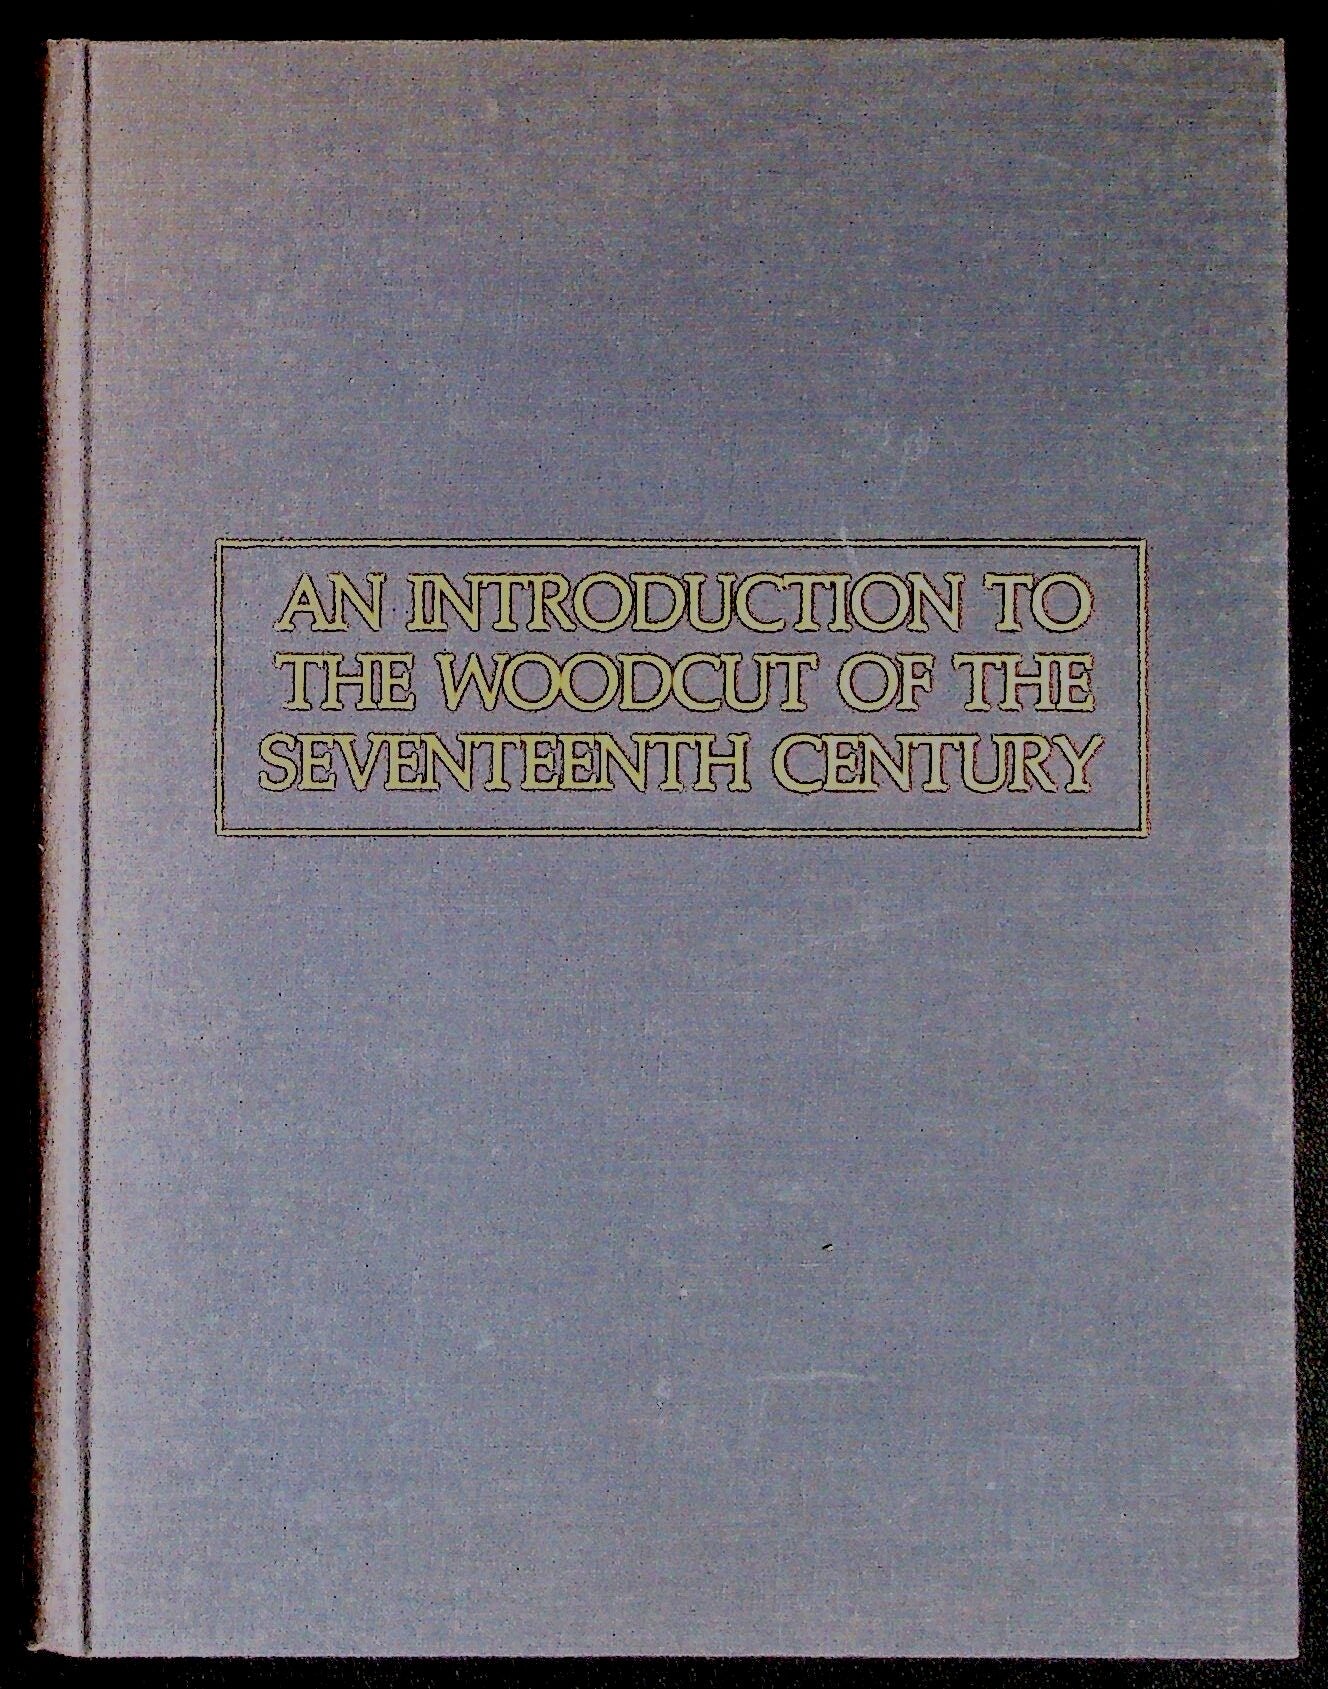 AN INTRODUCTION TO
THE WOODCUT OF THE
SEVENTEENTH CENTURY